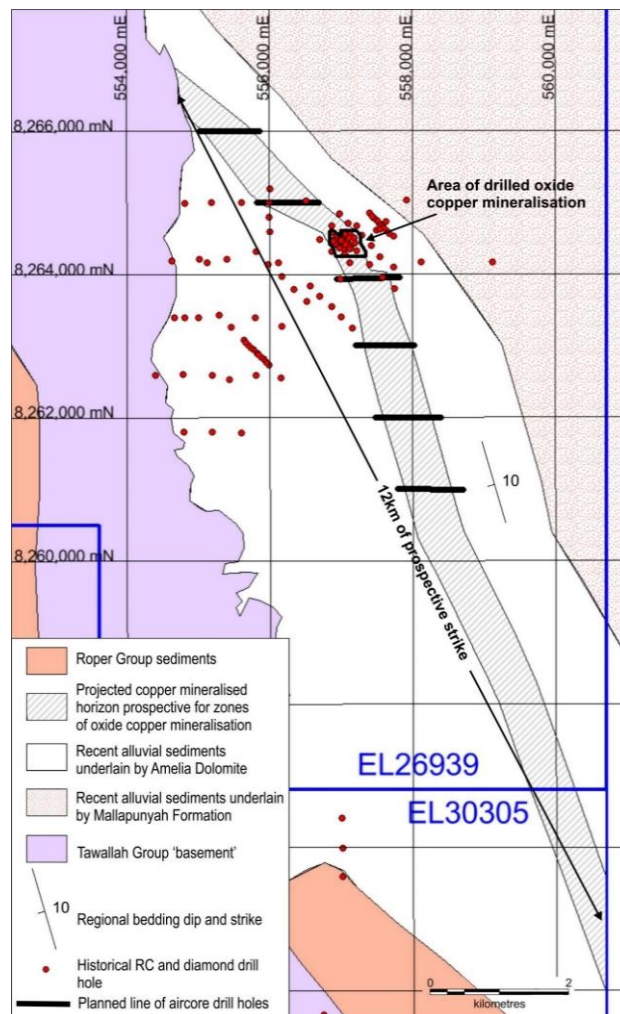 554,000 mE
556,000 mE
558,000 mE
560,000 mE
8,266,000 mN
Area of drilled oxide
copper mineralisation
8,264,000 mN
8,262,000 mN
10
12km of prospective strike
8,260,000 mN
Roper Group sediments
Projected copper mineralised
horizon prospective for zones
of oxide copper mineralisation
Recent alluvial sediments
underlain by Amelia Dolomite
Recent alluvial sediments underlain
by Mallapunyah Formation
Tawallah Group ‘basement’
10
Regional bedding dip and strike
Historical RC and diamond drill
hole
Planned line of aircore drill holes
EL26939
EL30305
0 2
kilometres